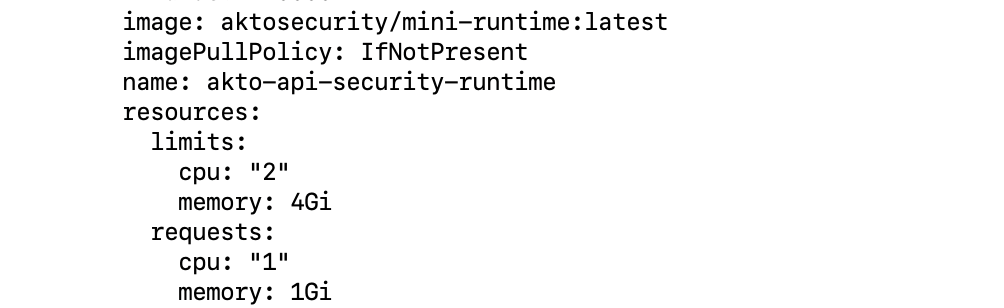 image: aktosecurity/mini-runtime:latest
imagePullPolicy: IfNotPresent
name: akto-api-security-runtime
resources:
  limits:
    cpu: "2"
    memory: 4Gi
  requests:
    cpu: "1"
    memory: 1Gi